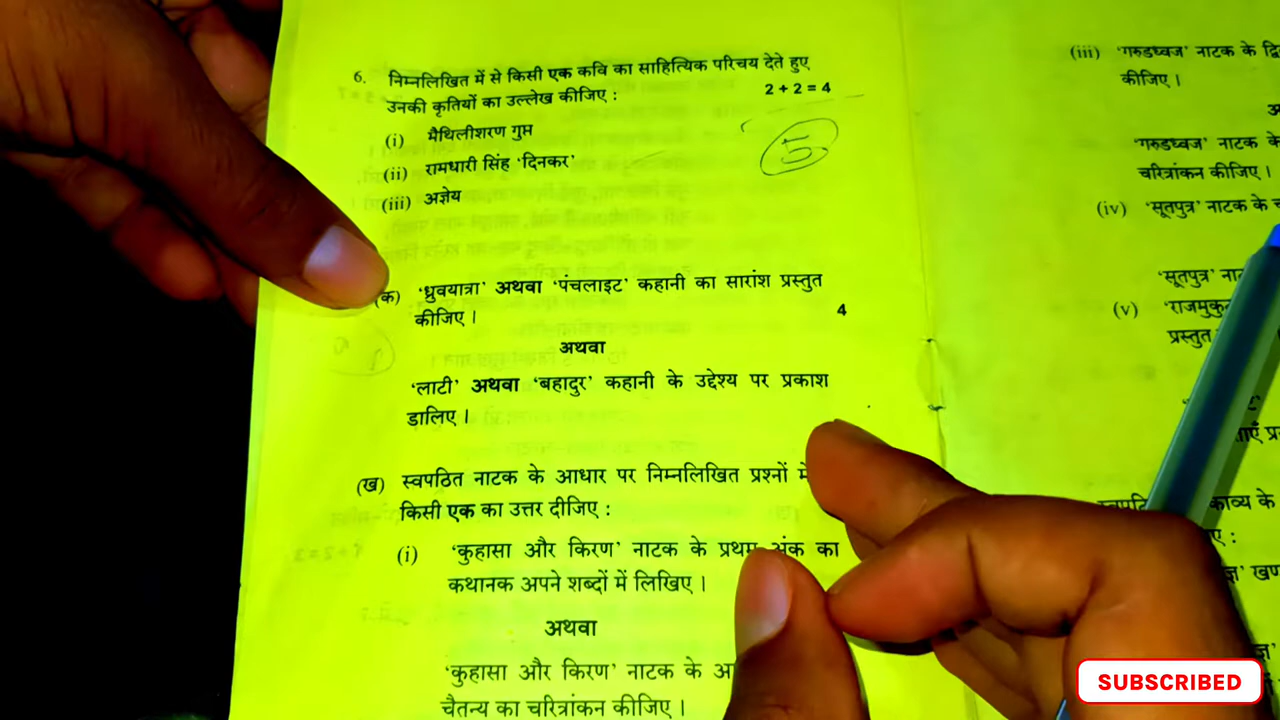 6. निम्नलिखित में से किसी एक कवि का साहित्यिक परिचय देते हुए
उनकी कृतियों का उल्लेख कीजिए : 2 + 2 = 4
(i) मैथिलीशरण गुप्त
5
(ii) रामधारी सिंह 'दिनकर'
(iii) अज्ञेय
(क) 'ध्रुवयात्रा' अथवा 'पंचलाइट' कहानी का सारांश प्रस्तुत
कीजिए । 4
अथवा
'लाटी' अथवा 'बहादुर' कहानी के उद्देश्य पर प्रकाश
डालिए ।
(ख) स्वपठित नाटक के आधार पर निम्नलिखित प्रश्नों में
किसी एक का उत्तर दीजिए :
(i) 'कुहासा और किरण' नाटक के प्रथम अंक का
कथानक अपने शब्दों में लिखिए ।
अथवा
'कुहासा और किरण' नाटक के
चैतन्य का चरित्रांकन कीजिए ।
(iii) 'गरुडध्वज' नाटक के
कीजिए ।
'गरुडध्वज' नाटक के
चरित्रांकन कीजिए ।
(iv) 'सूतपुत्र' नाटक के
'सूतपुत्र'
(v)
प्रस्तुत
काव्य के
SUBSCRIBED